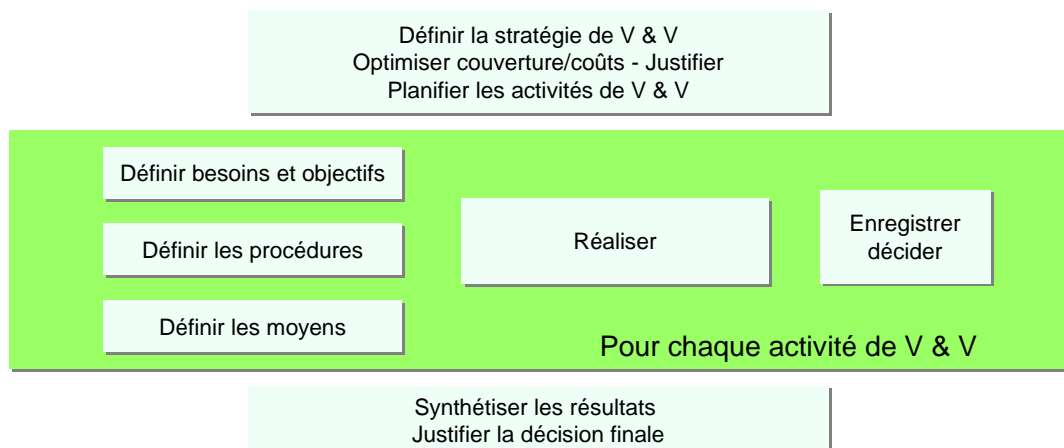 Définir la stratégie de V & V
Optimiser couverture/coûts - Justifier
Planifier les activités de V & V
Définir besoins et objectifs
Définir les procédures
Définir les moyens
Réaliser
Enregistrer
décider
Pour chaque activité de V & V
Synthétiser les résultats
Justifier la décision finale